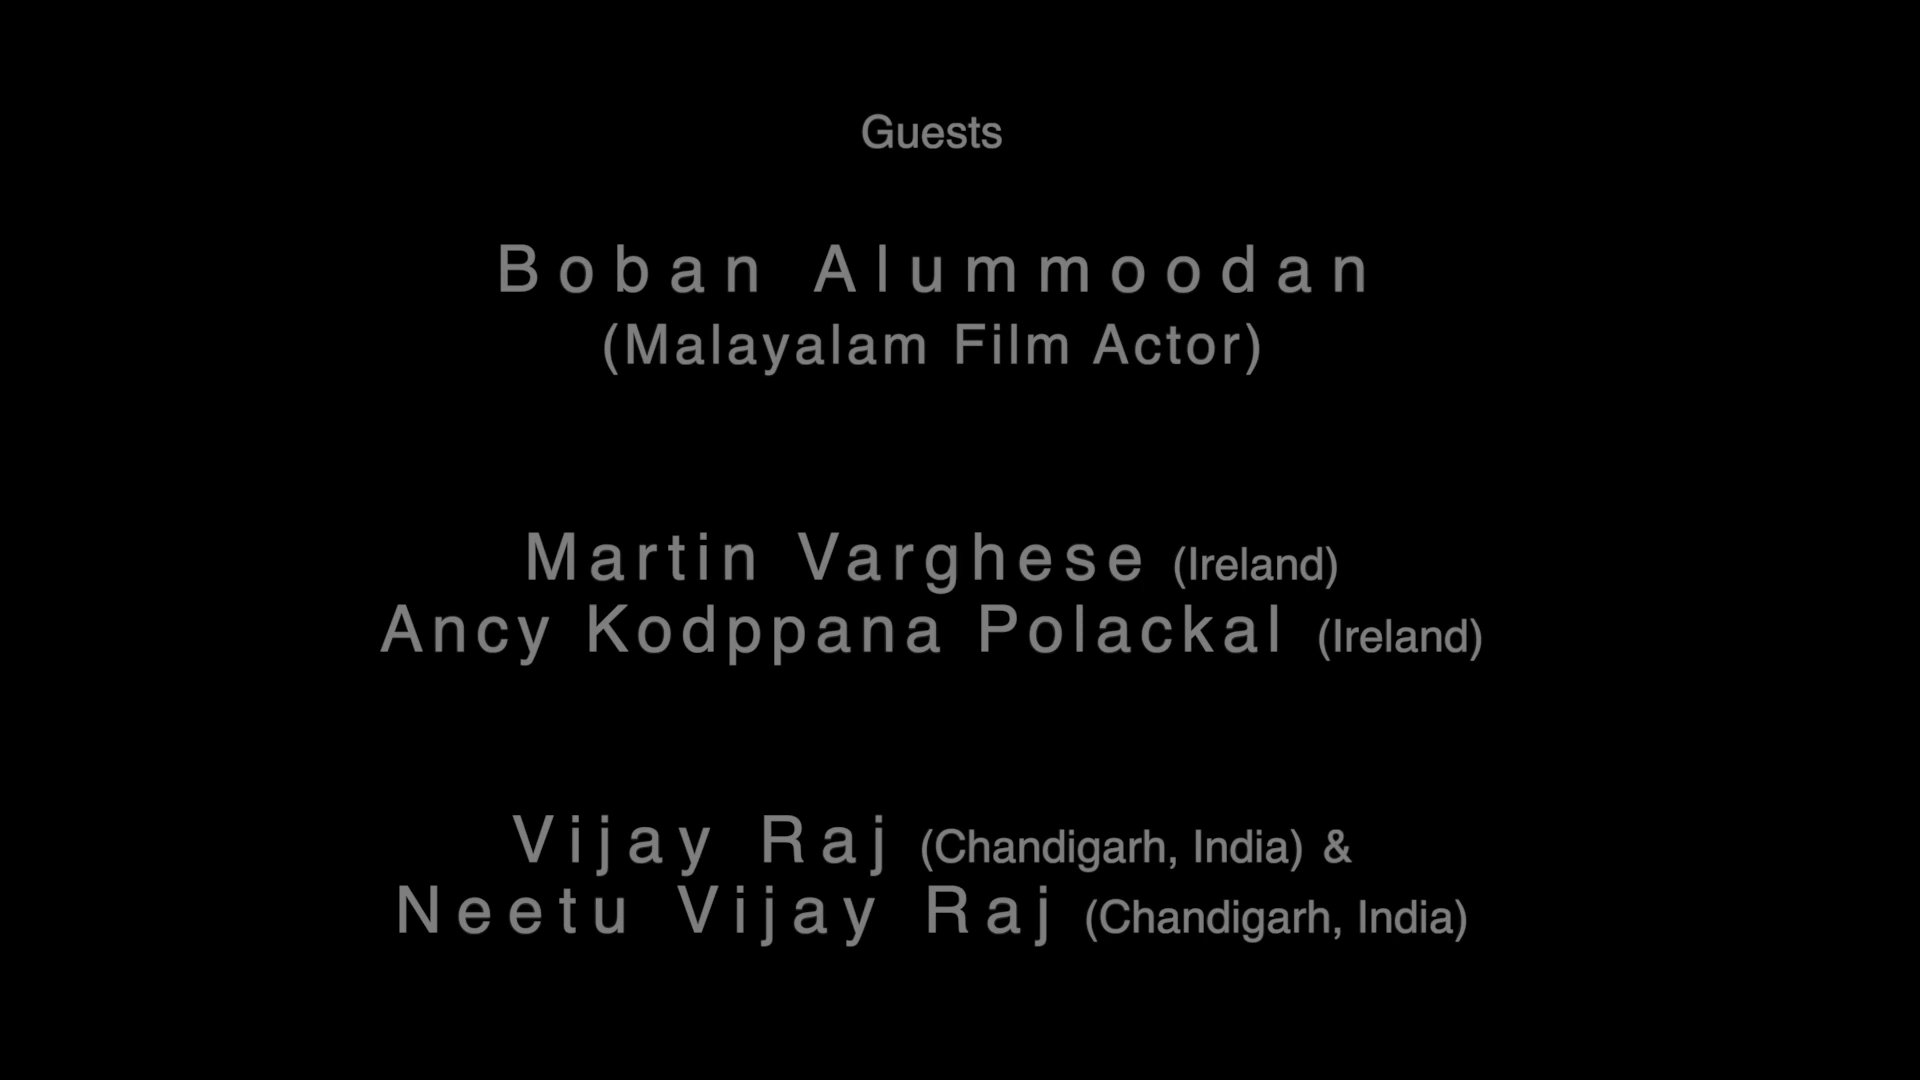 Guests
Boban Alummoodan
(Malayalam Film Actor)
Martin Varghese (Ireland)
Ancy Kodppana Polackal (Ireland)
Vijay Raj (Chandigarh, India) &
Neetu Vijay Raj (Chandigarh, India)